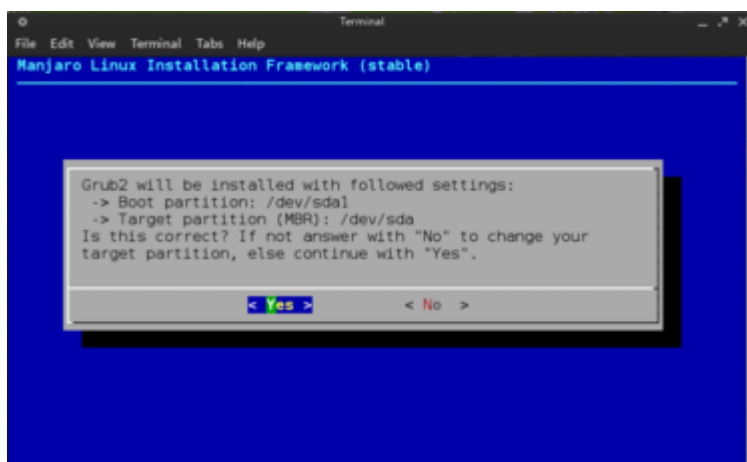 Terminal
File Edit View Terminal Tabs Help
Manjaro Linux Installation Framework (stable)
Grub2 will be installed with followed settings:
-> Boot partition: /dev/sda1
-> Target partition (MBR): /dev/sda
Is this correct? If not answer with "No" to change your
target partition, else continue with "Yes".
< Yes > < No >